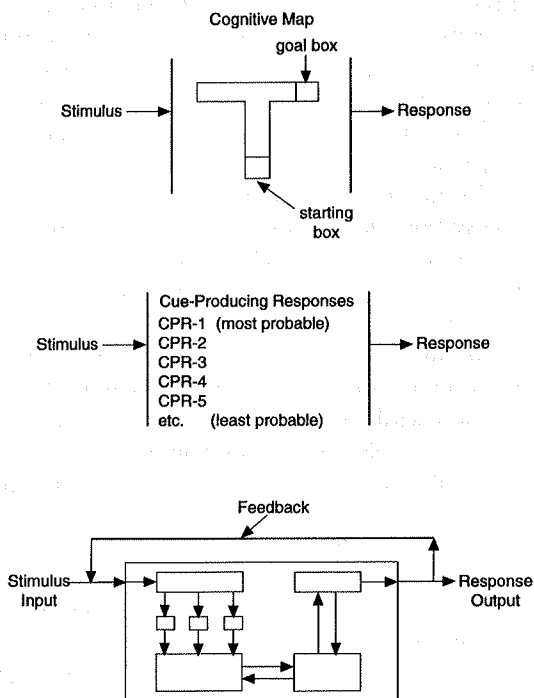 Cognitive Map
goal box
Stimulus
Response
starting
box
Cue-Producing Responses
CPR-1 (most probable)
CPR-2
Stimulus
Response
CPR-3
CPR-4
CPR-5
etc. (least probable)
Feedback
Stimulus
Input
Response
Output